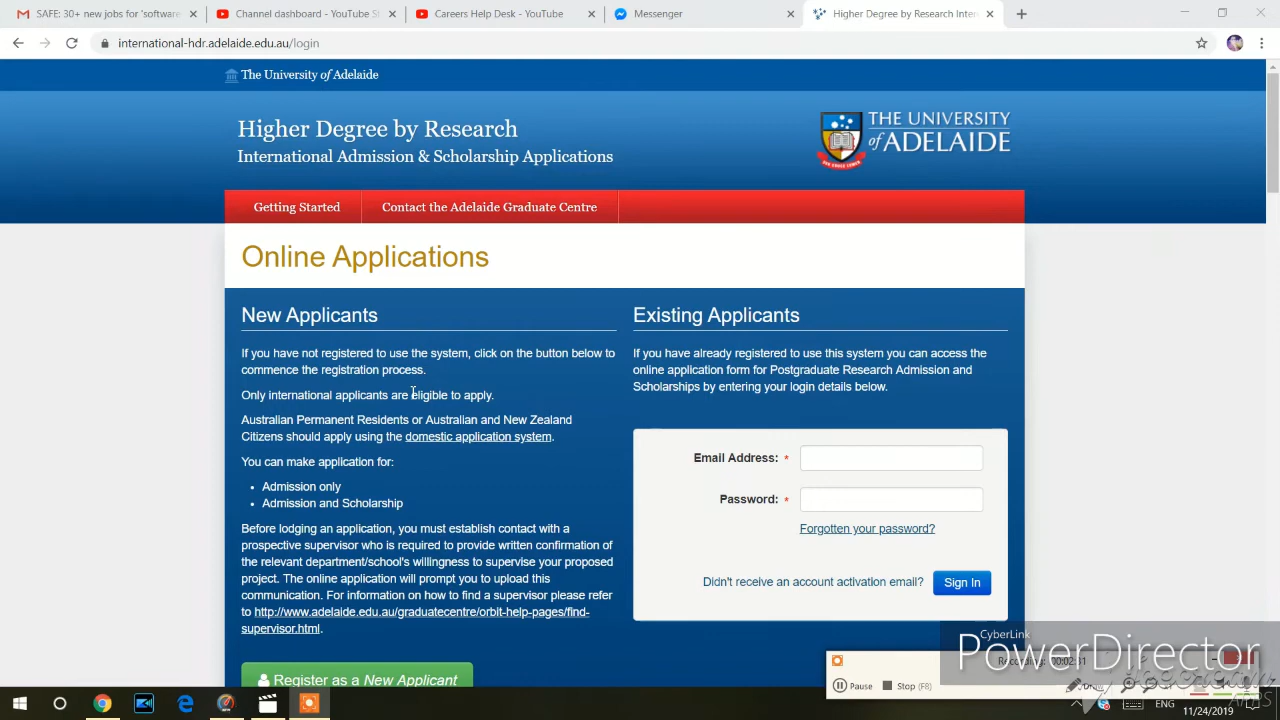 SAFE: 30+ new jobs for 'software
Channel dashboard - YouTube St
Careers Help Desk - YouTube
Messenger
Higher Degree by Research Inter
international-hdr.adelaide.edu.au/login
The University of Adelaide
Higher Degree by Research
International Admission & Scholarship Applications
THE UNIVERSITY
of ADELAIDE
Getting Started
Contact the Adelaide Graduate Centre
Online Applications
New Applicants
If you have not registered to use the system, click on the button below to
commence the registration process.
Only international applicants are eligible to apply.
Australian Permanent Residents or Australian and New Zealand
Citizens should apply using the domestic application system.
You can make application for:
• Admission only
• Admission and Scholarship
Before lodging an application, you must establish contact with a
prospective supervisor who is required to provide written confirmation of
the relevant department/school's willingness to supervise your proposed
project. The online application will prompt you to upload this
communication. For information on how to find a supervisor please refer
to http://www.adelaide.edu.au/graduatecentre/orbit-help-pages/find-
supervisor.html.
Register as a New Applicant
Existing Applicants
If you have already registered to use this system you can access the
online application form for Postgraduate Research Admission and
Scholarships by entering your login details below.
Email Address: *
Password: *
Forgotten your password?
Didn't receive an account activation email?
Sign In
CyberLink
PowerDirector
Recording: 00:02:31
Pause
Stop (F8)
Draw
APPS
ENG
11/24/2019